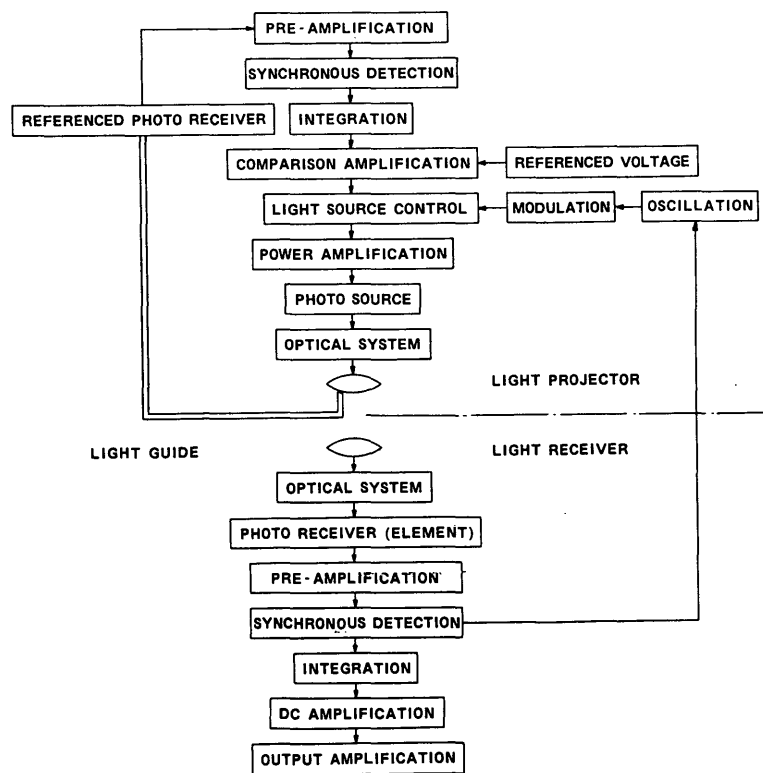 PRE-AMPLIFICATION
SYNCHRONOUS DETECTION
REFERENCED PHOTO RECEIVER
INTEGRATION
COMPARISON AMPLIFICATION
REFERENCED VOLTAGE
LIGHT SOURCE CONTROL
MODULATION
OSCILLATION
POWER AMPLIFICATION
PHOTO SOURCE
OPTICAL SYSTEM
LIGHT PROJECTOR
LIGHT GUIDE
LIGHT RECEIVER
OPTICAL SYSTEM
PHOTO RECEIVER (ELEMENT)
PRE-AMPLIFICATION
SYNCHRONOUS DETECTION
INTEGRATION
DC AMPLIFICATION
OUTPUT AMPLIFICATION